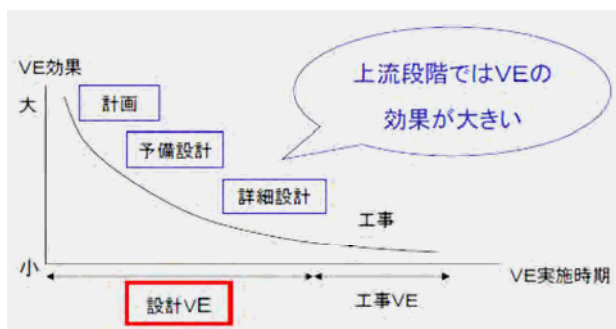 VE効果
大
計画
予備設計
詳細設計
工事
上流段階ではVEの
効果が大きい
小
VE実施時期
設計VE
工事VE